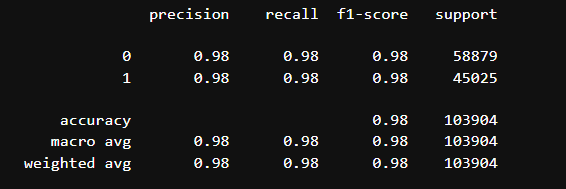 precision recall f1-score support
0 0.98 0.98 0.98 58879
1 0.98 0.98 0.98 45025
accuracy 0.98 103904
macro avg 0.98 0.98 0.98 103904
weighted avg 0.98 0.98 0.98 103904